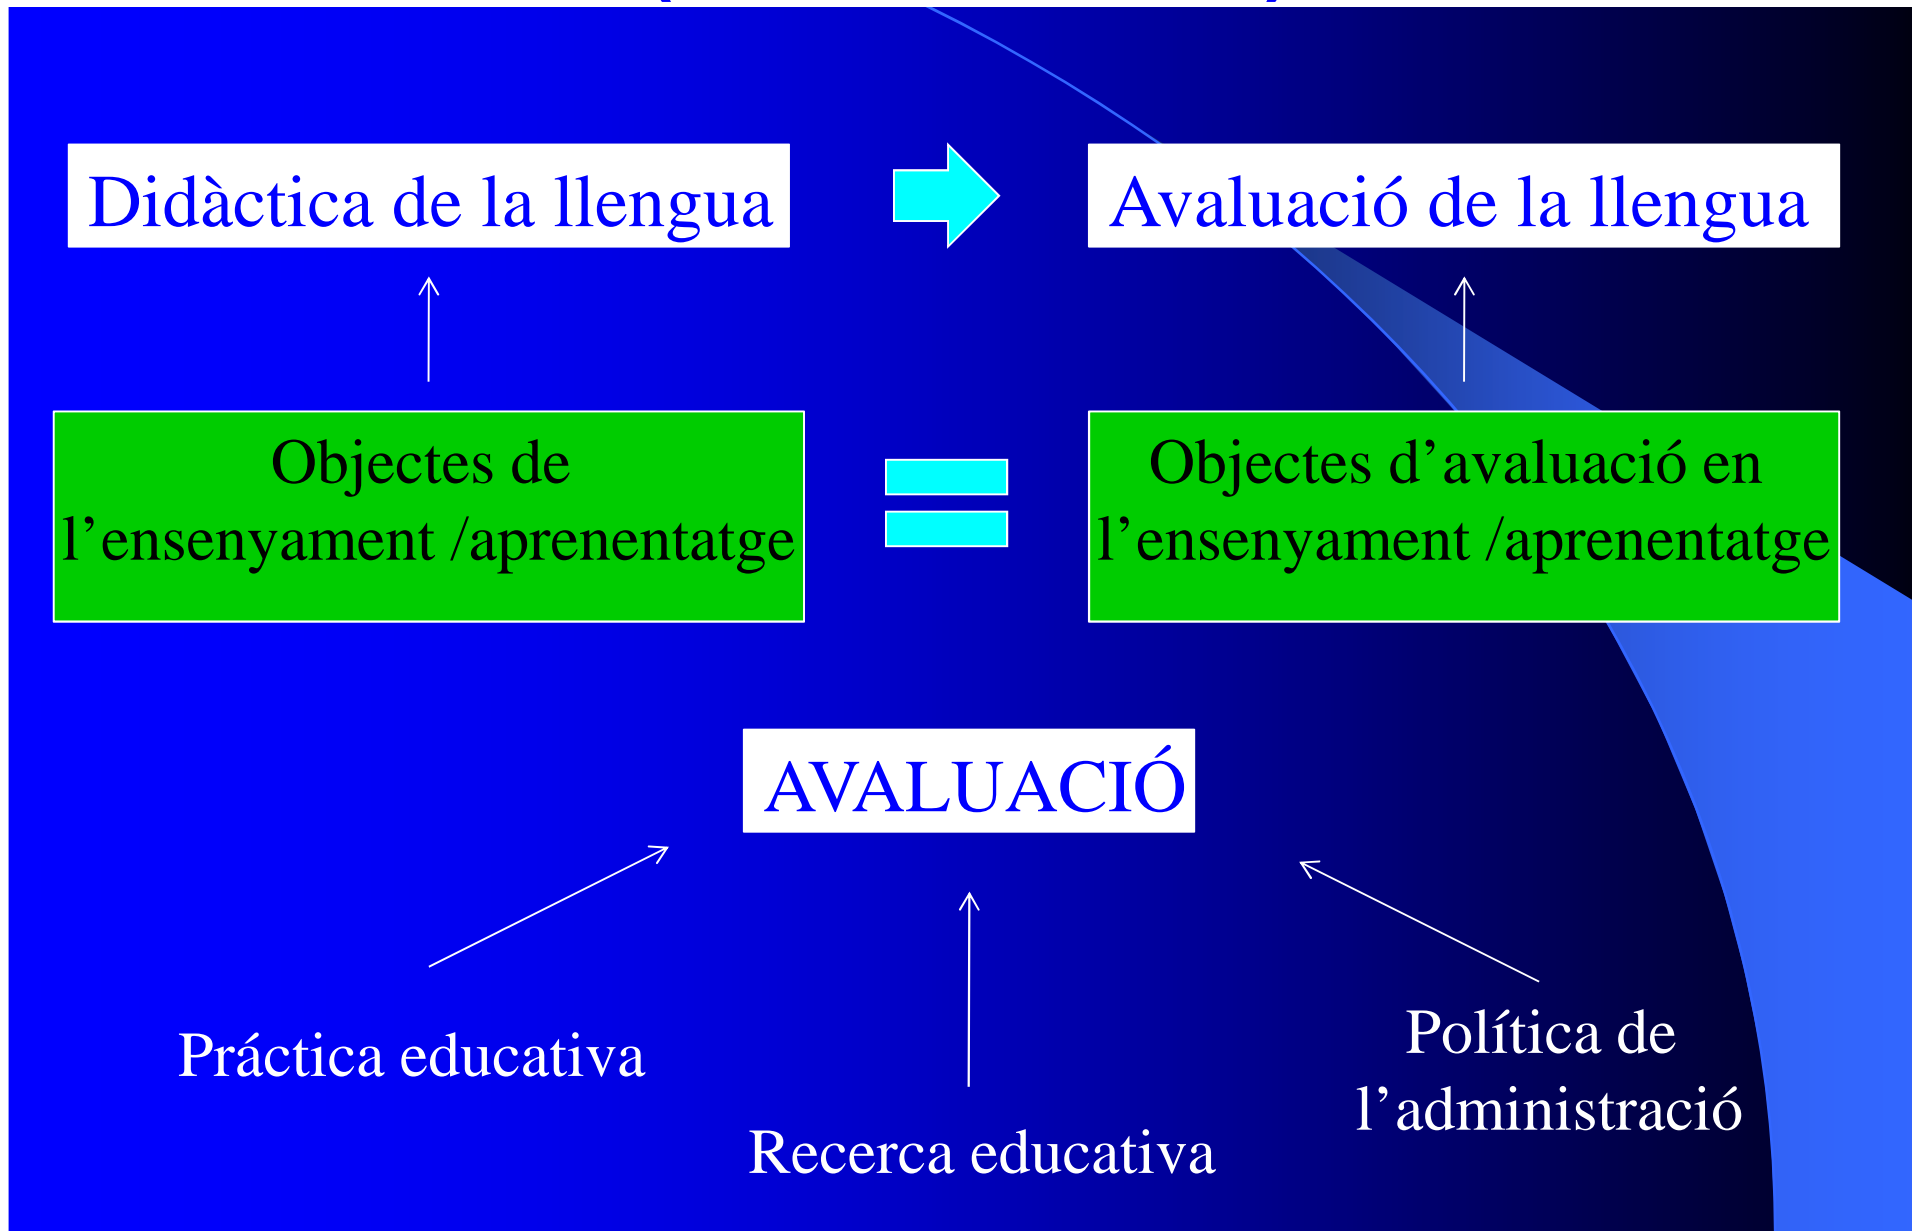 Didàctica de la llengua
Avaluació de la llengua
Objectes de
l’ensenyament /aprenentatge
Objectes d’avaluació en
l’ensenyament /aprenentatge
AVALUACIÓ
Práctica educativa
Recerca educativa
Política de
l’administració